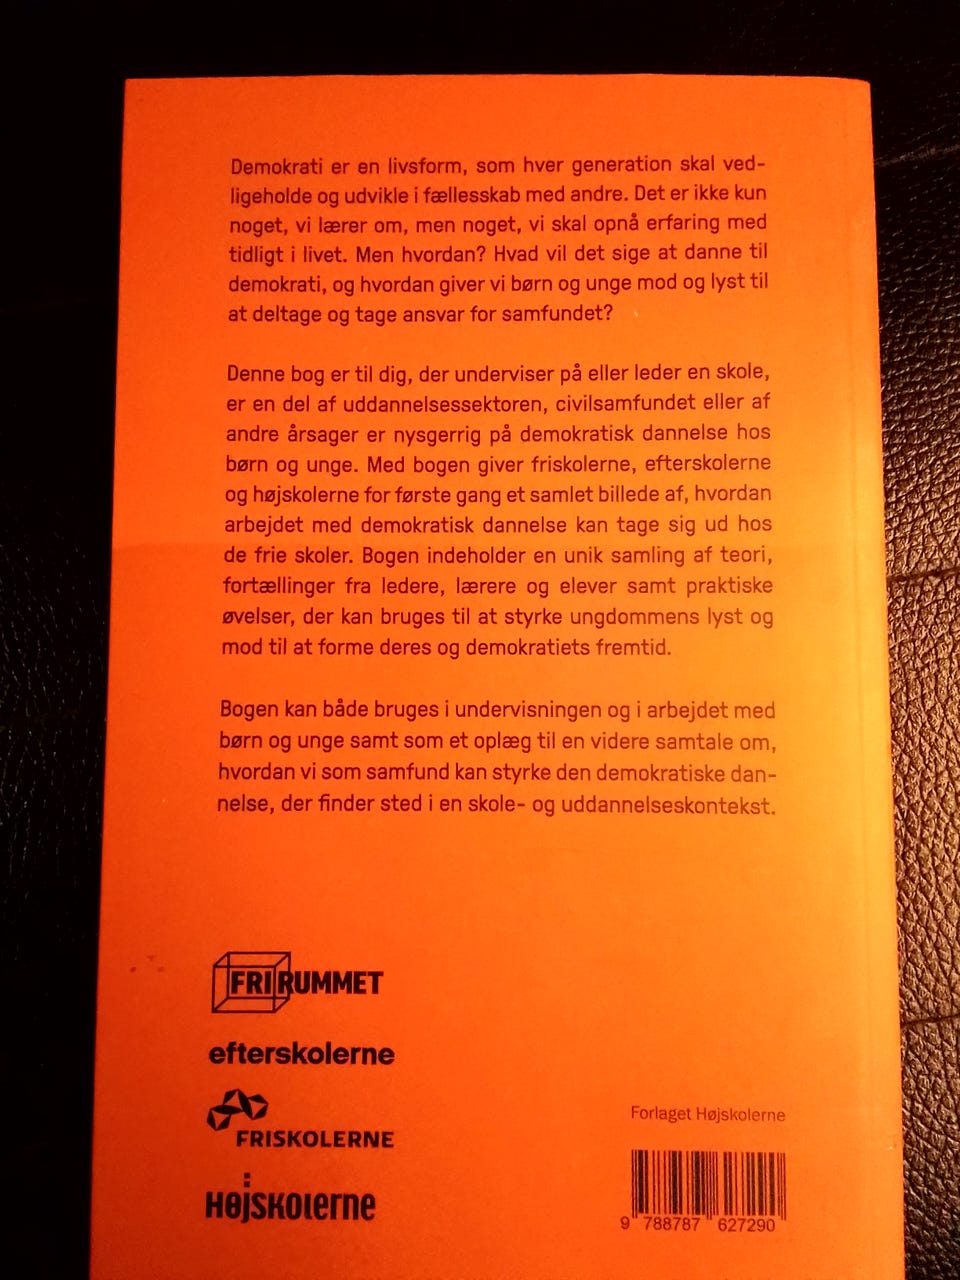 Demokrati er en livsform, som hver generation skal ved-
ligeholde og udvikle i fællesskab med andre. Det er ikke kun
noget, vi lærer om, men noget, vi skal opnå erfaring med
tidligt i livet. Men hvordan? Hvad vil det sige at danne til
demokrati, og hvordan giver vi børn og unge mod og lyst til
at deltage og tage ansvar for samfundet?
Denne bog er til dig, der underviser på eller leder en skole,
er en del af uddannelsessektoren, civilsamfundet eller af
andre årsager er nysgerrig på demokratisk dannelse hos
børn og unge. Med bogen giver friskolerne, efterskolerne
og højskolerne for første gang et samlet billede af, hvordan
arbejdet med demokratisk dannelse kan tage sig ud hos
de frie skoler. Bogen indeholder en unik samling af teori,
fortællinger fra ledere, lærere og elever samt praktiske
øvelser, der kan bruges til at styrke ungdommens lyst og
mod til at forme deres og demokratiets fremtid.
Bogen kan både bruges i undervisningen og i arbejdet med
børn og unge samt som et oplæg til en videre samtale om,
hvordan vi som samfund kan styrke den demokratiske dan-
nelse, der finder sted i en skole- og uddannelseskontekst.
FRIRUMMET
efterskolerne
FRISKOLERNE
Højskolerne
Forlaget Højskolerne
9 788787 627290